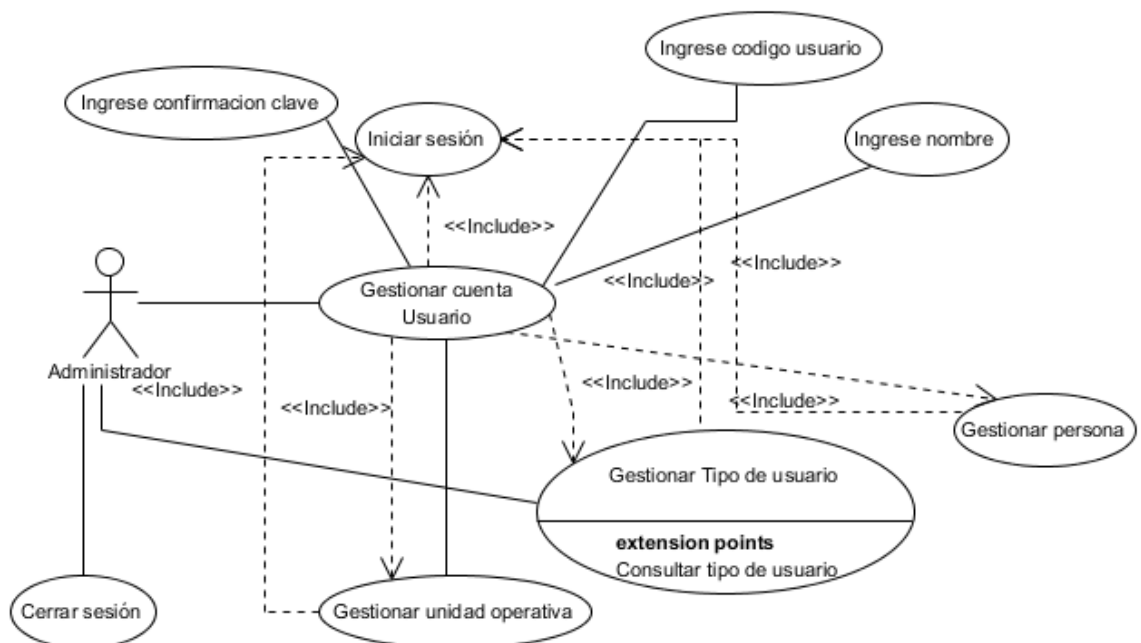 Ingrese codigo usuario
Ingrese confirmacion clave
Iniciar sesión
Ingrese nombre
<<Include>>
<<Include>>
<<Include>>
Gestionar cuenta
Usuario
Administrador
<<Include>>
<<Include>>
<<Include>>
<<Include>>
Gestionar persona
Gestionar Tipo de usuario
extension points
Consultar tipo de usuario
Cerrar sesión
Gestionar unidad operativa